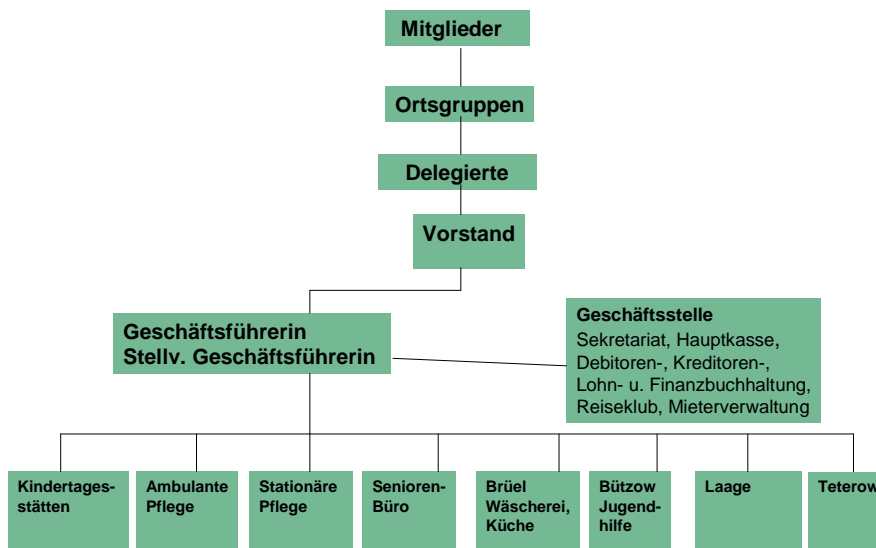 Mitglieder
Ortsgruppen
Delegierte
Vorstand
Geschäftsführerin
Stellv. Geschäftsführerin
Geschäftsstelle
Sekretariat, Hauptkasse,
Debitoren-, Kreditoren-,
Lohn- u. Finanzbuchhaltung,
Reiseklub, Mieterverwaltung
Kindertages-
stätten
Ambulante
Pflege
Stationäre
Pflege
Senioren-
Büro
Brüel
Wäscherei,
Küche
Bützow
Jugend-
hilfe
Laage
Teterow